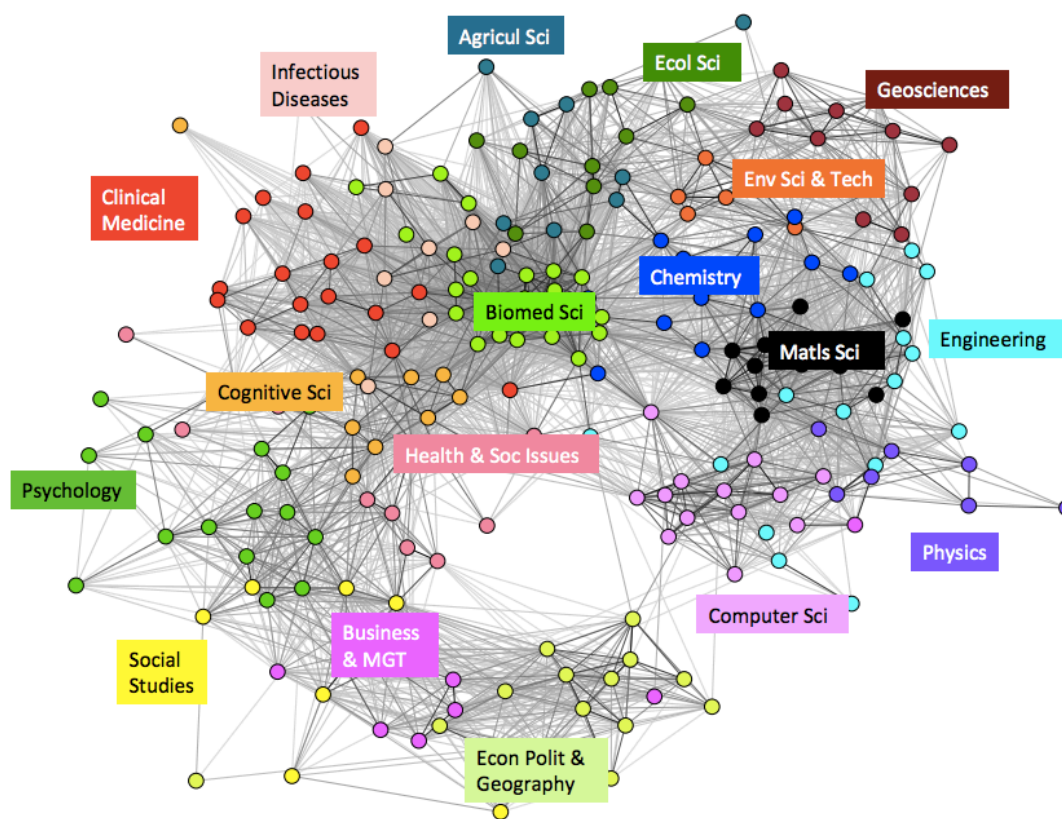 Agricul Sci
Ecol Sci
Infectious
Diseases
Geosciences
Env Sci & Tech
Clinical
Medicine
Chemistry
Biomed Sci
Engineering
Matls Sci
Cognitive Sci
Health & Soc Issues
Psychology
Physics
Computer Sci
Business
& MGT
Social
Studies
Econ Polit &
Geography